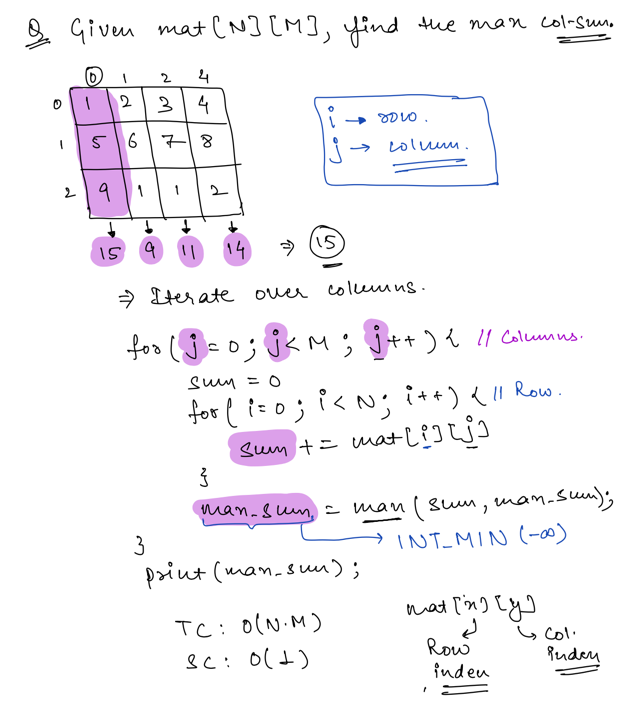 Q Given mat[N][M], find the max col-sum.
0 1 2 4
0 1 2 3 4
1 5 6 7 8
2 9 1 1 2
15 9 11 14 ⇒ 15
i → row.
j → column.
⇒ Iterate over columns.
for(j=0; j<M; j++){ // Columns.
sum = 0
for(i=0; i<N; i++){ // Row.
sum += mat[i][j]
}
max_sum = max(sum, max_sum);
→ INT_MIN (-∞)
}
print(max_sum);
TC: O(N·M)
SC: O(1)
mat[x][y]
Row index
Col. index